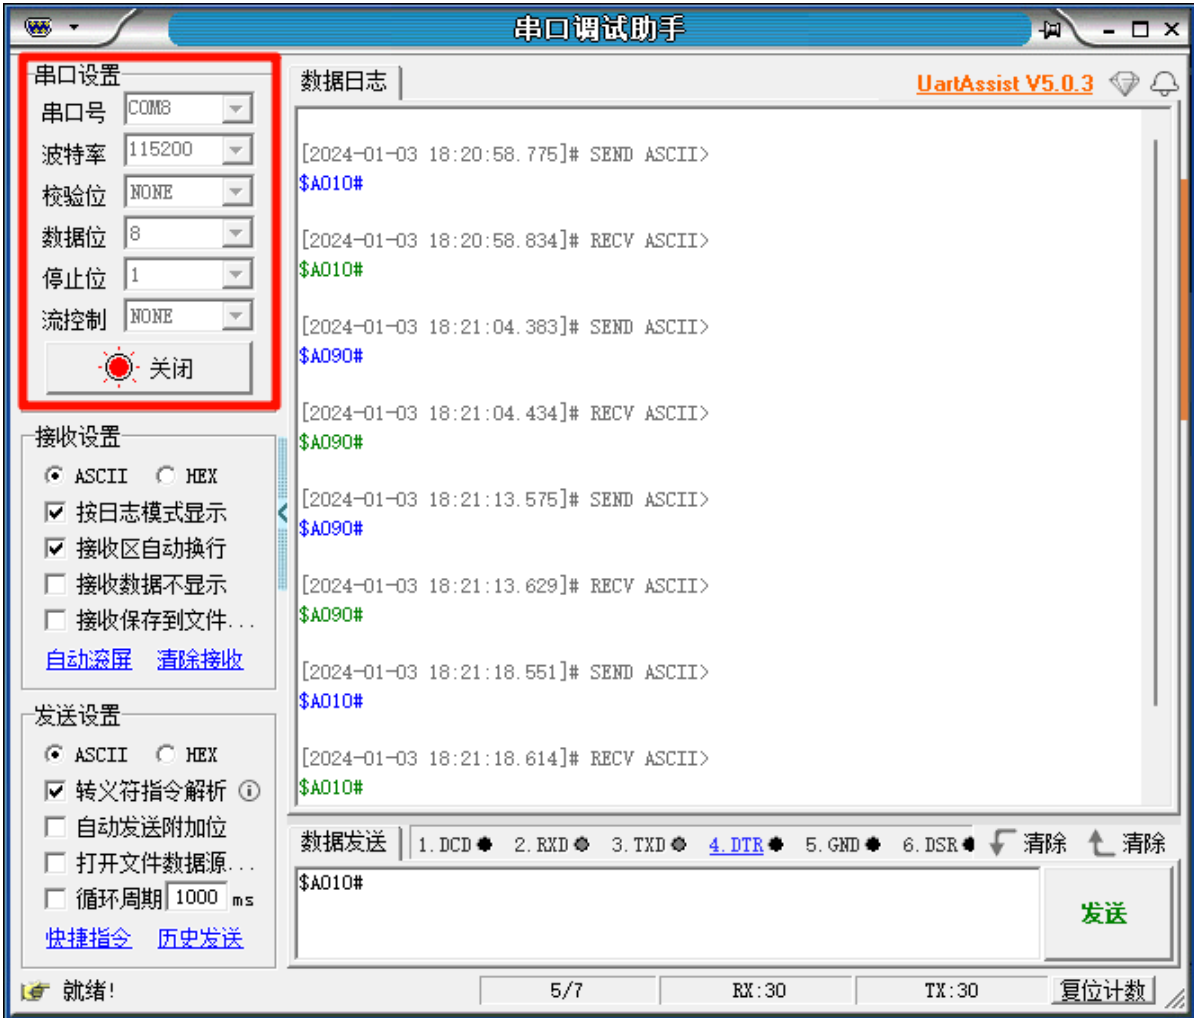 串口调试助手
串口设置
串口号 COM8
波特率 115200
校验位 NONE
数据位 8
停止位 1
流控制 NONE
关闭
接收设置
ASCII HEX
按日志模式显示
接收区自动换行
接收数据不显示
接收保存到文件...
自动滚屏 清除接收
发送设置
ASCII HEX
转义符指令解析
自动发送附加位
打开文件数据源...
循环周期 1000 ms
快捷指令 历史发送
数据日志 UartAssist V5.0.3
[2024-01-03 18:20:58.775]# SEND ASCII>
$A010#
[2024-01-03 18:20:58.834]# RECV ASCII>
$A010#
[2024-01-03 18:21:04.383]# SEND ASCII>
$A090#
[2024-01-03 18:21:04.434]# RECV ASCII>
$A090#
[2024-01-03 18:21:13.575]# SEND ASCII>
$A090#
[2024-01-03 18:21:13.629]# RECV ASCII>
$A090#
[2024-01-03 18:21:18.551]# SEND ASCII>
$A010#
[2024-01-03 18:21:18.614]# RECV ASCII>
$A010#
数据发送 1.DCD 2.RXD 3.TXD 4.DTR 5.GND 6.DSR 清除 清除
$A010#
发送
就绪! 5/7 RX:30 TX:30 复位计数